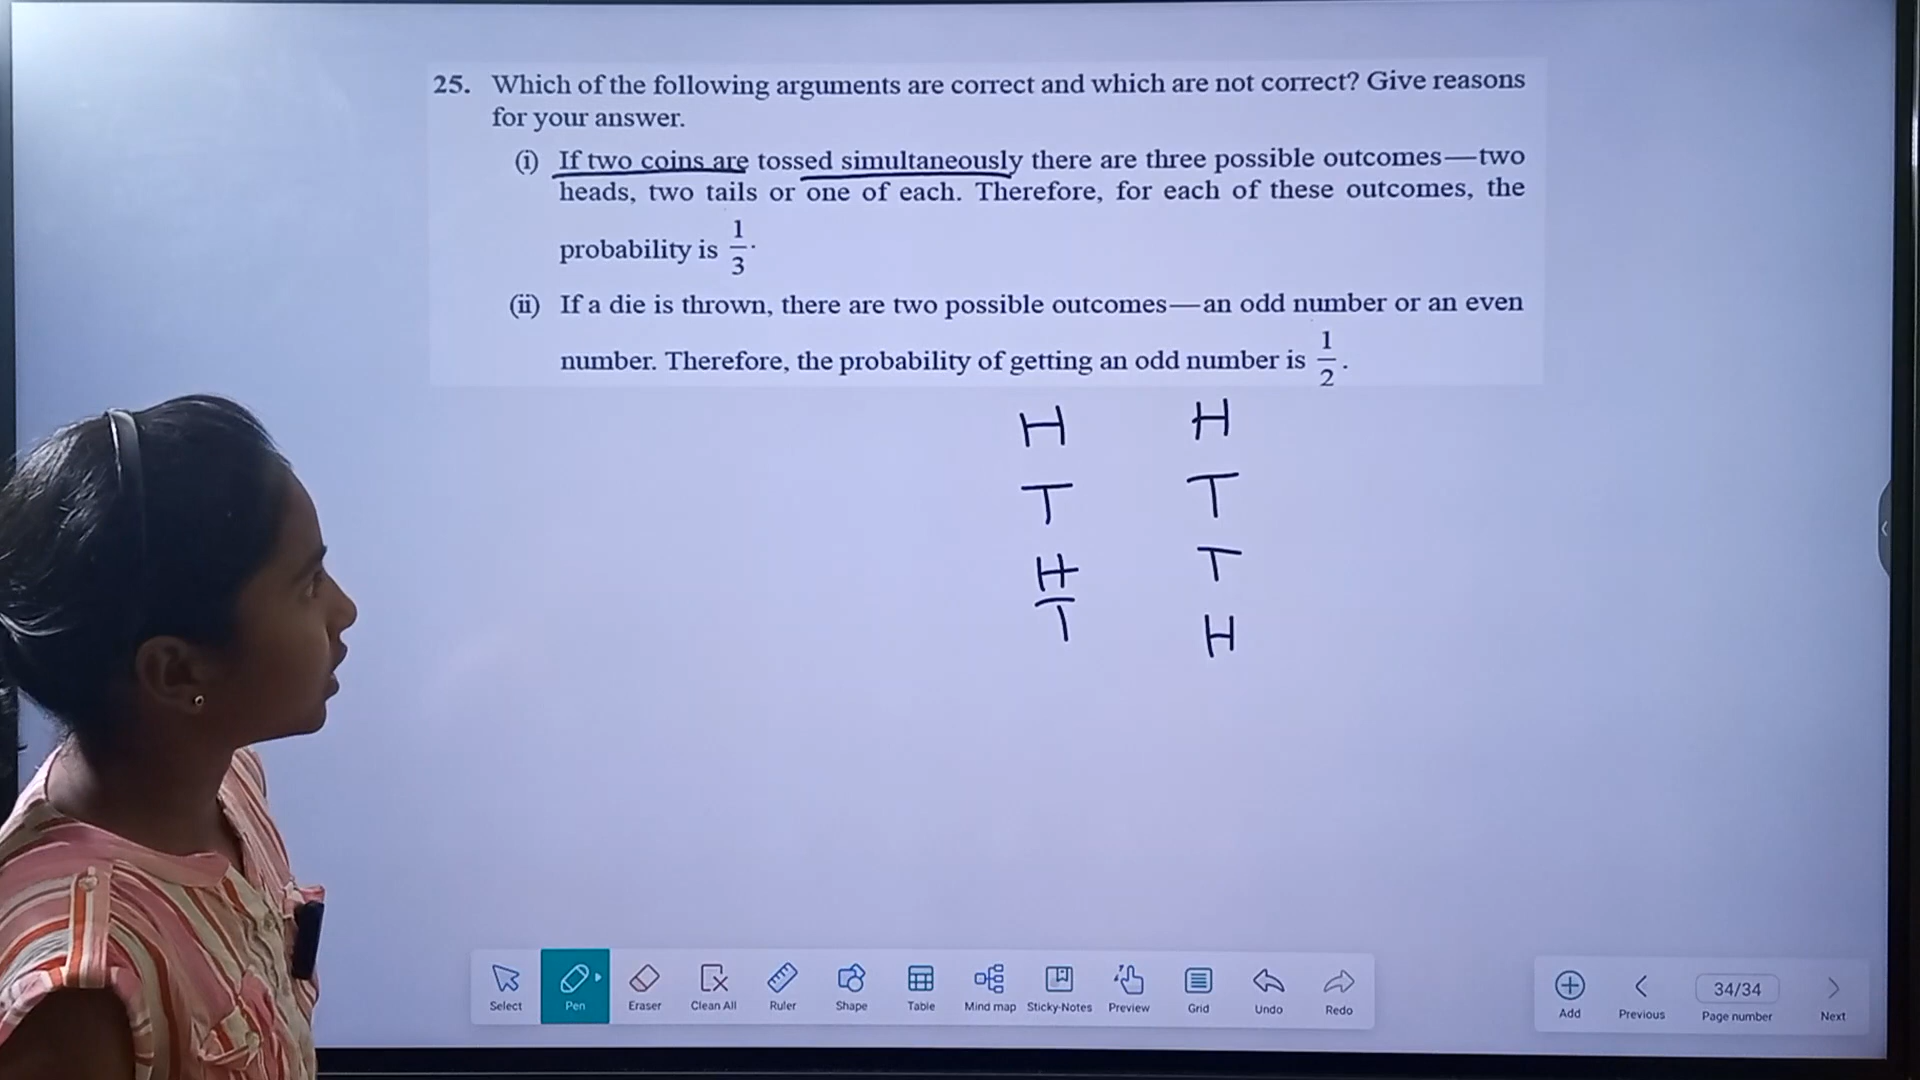 25. Which of the following arguments are correct and which are not correct? Give reasons
for your answer.
(i) If two coins are tossed simultaneously there are three possible outcomes—two
heads, two tails or one of each. Therefore, for each of these outcomes, the
probability is 1/3.
(ii) If a die is thrown, there are two possible outcomes—an odd number or an even
number. Therefore, the probability of getting an odd number is 1/2.
H H
T T
H T
T H
Select Pen Eraser Clean All Ruler Shape Table Mind map Sticky-Notes Preview Grid Undo Redo
34/34
Add Previous Page number Next